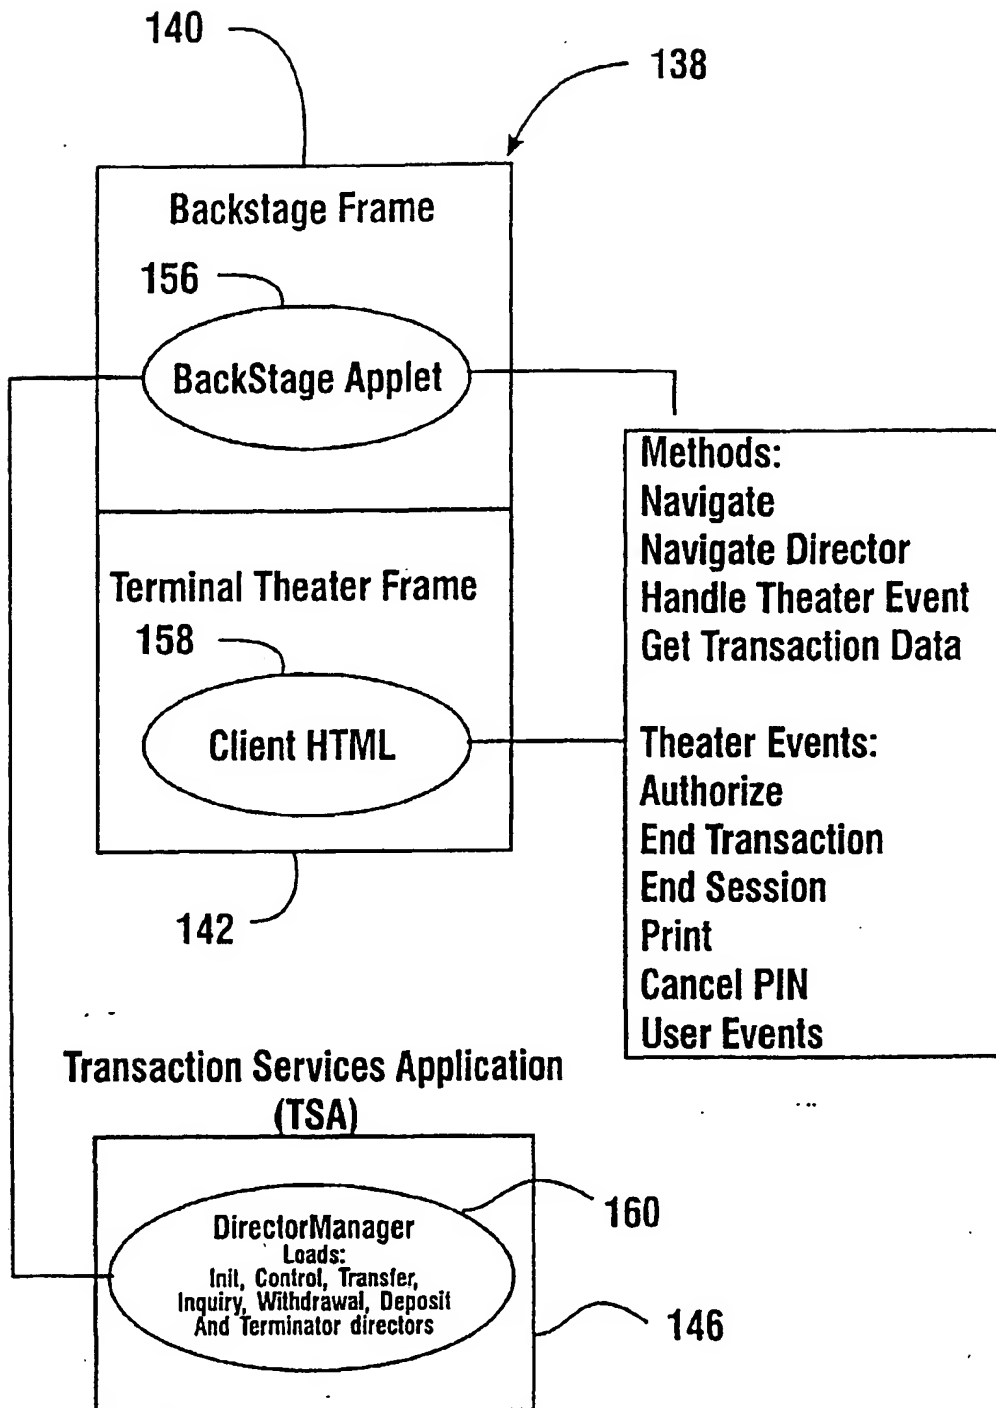 140
138
Backstage Frame
156
BackStage Applet
Methods:
Navigate
Navigate Director
Handle Theater Event
Get Transaction Data
Theater Events:
Authorize
End Transaction
End Session
Print
Cancel PIN
User Events
Terminal Theater Frame
158
Client HTML
142
Transaction Services Application
(TSA)
160
DirectorManager
Loads:
Init, Control, Transfer,
Inquiry, Withdrawal, Deposit
And Terminator directors
146